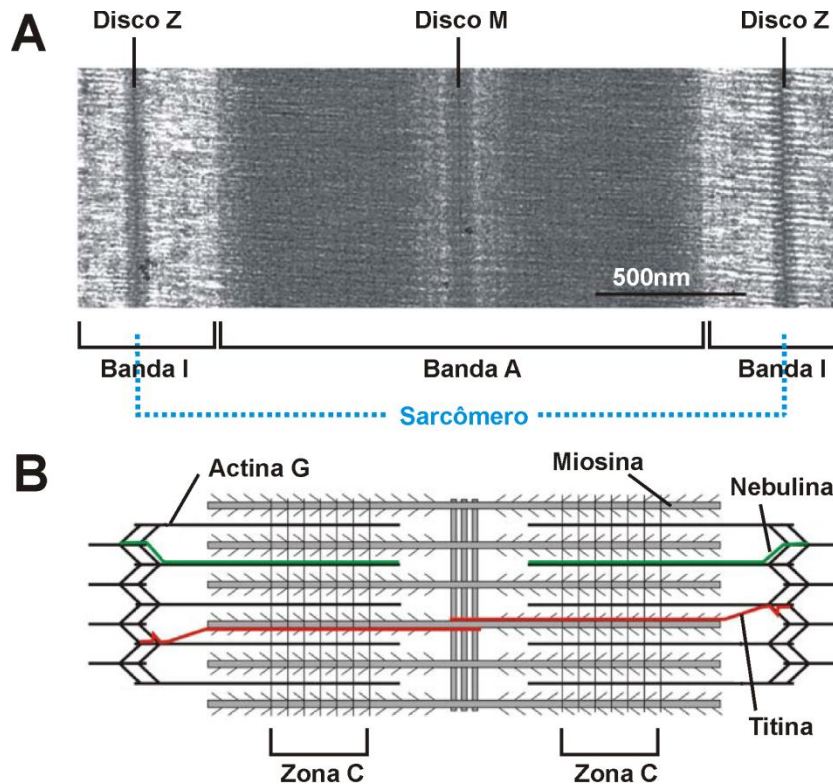 A
Disco Z
Disco M
Disco Z
500nm
Banda I
Banda A
Banda I
Sarcômero
B
Actina G
Miosina
Nebulina
Titina
Zona C
Zona C